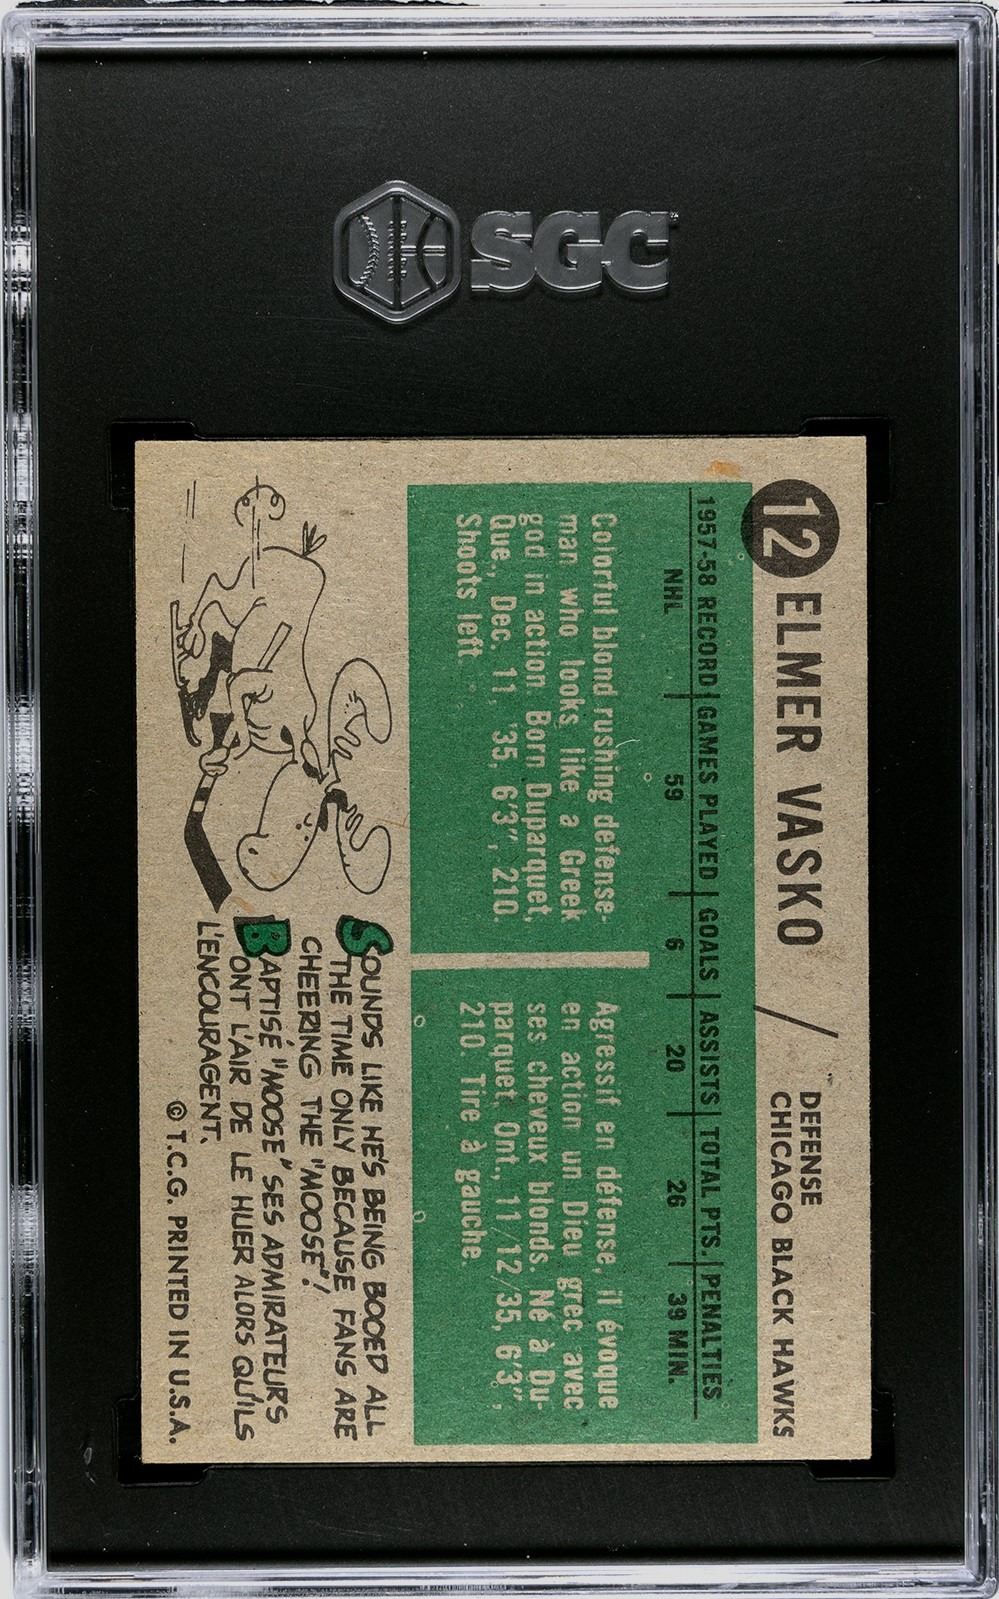 SGC
12 ELMER VASKO / DEFENSE
CHICAGO BLACK HAWKS
1957-58 RECORD | GAMES PLAYED | GOALS | ASSISTS | TOTAL PTS. | PENALTIES
NHL 59 6 20 26 39 MIN.
Colorful blond rushing defense-
man who looks like a Greek
god in action. Born Duparquet,
Que., Dec. 11, '35, 6'3", 210.
Shoots left.
Agressif en défense, il évoque
en action un Dieu grec avec
ses cheveux blonds. Né à Du-
parquet, Ont., 11/12/35, 6'3",
210. Tire à gauche.
SOUNDS LIKE HE'S BEING BOOED ALL
THE TIME ONLY BECAUSE FANS ARE
CHEERING THE "MOOSE"!
BAPTISÉ "MOOSE" SES ADMIRATEURS
ONT L'AIR DE LE HUER ALORS QU'ILS
L'ENCOURAGENT.
© T.C.G. PRINTED IN U.S.A.